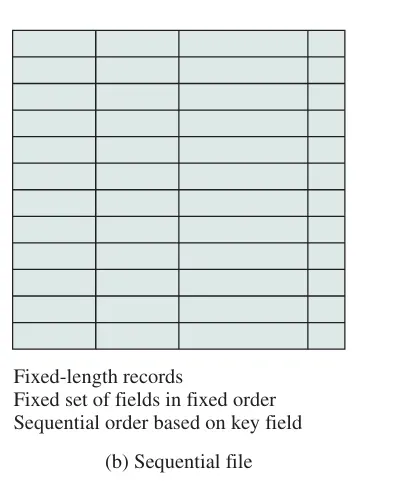 Fixed-length records
Fixed set of fields in fixed order
Sequential order based on key field
(b) Sequential file